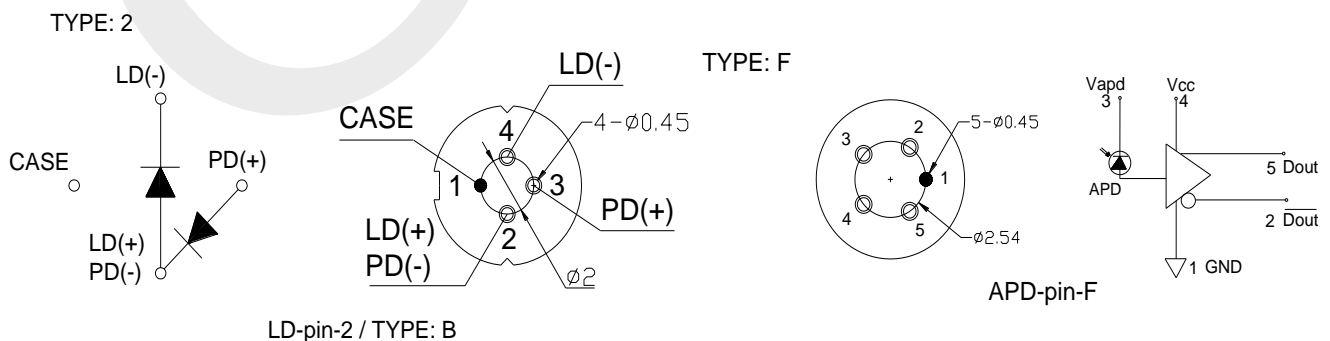 TYPE: 2
LD(-)
CASE
PD(+)
LD(+)
PD(-)
LD(-)
CASE
4-Ø0.45
4
1
3
2
PD(+)
LD(+)
PD(-)
Ø2
LD-pin-2 / TYPE: B
TYPE: F
5-Ø0.45
3
2
1
4
5
Ø2.54
APD-pin-F
Vapd
3
Vcc
4
APD
5 Dout
2 D̅o̅u̅t̅
1 GND